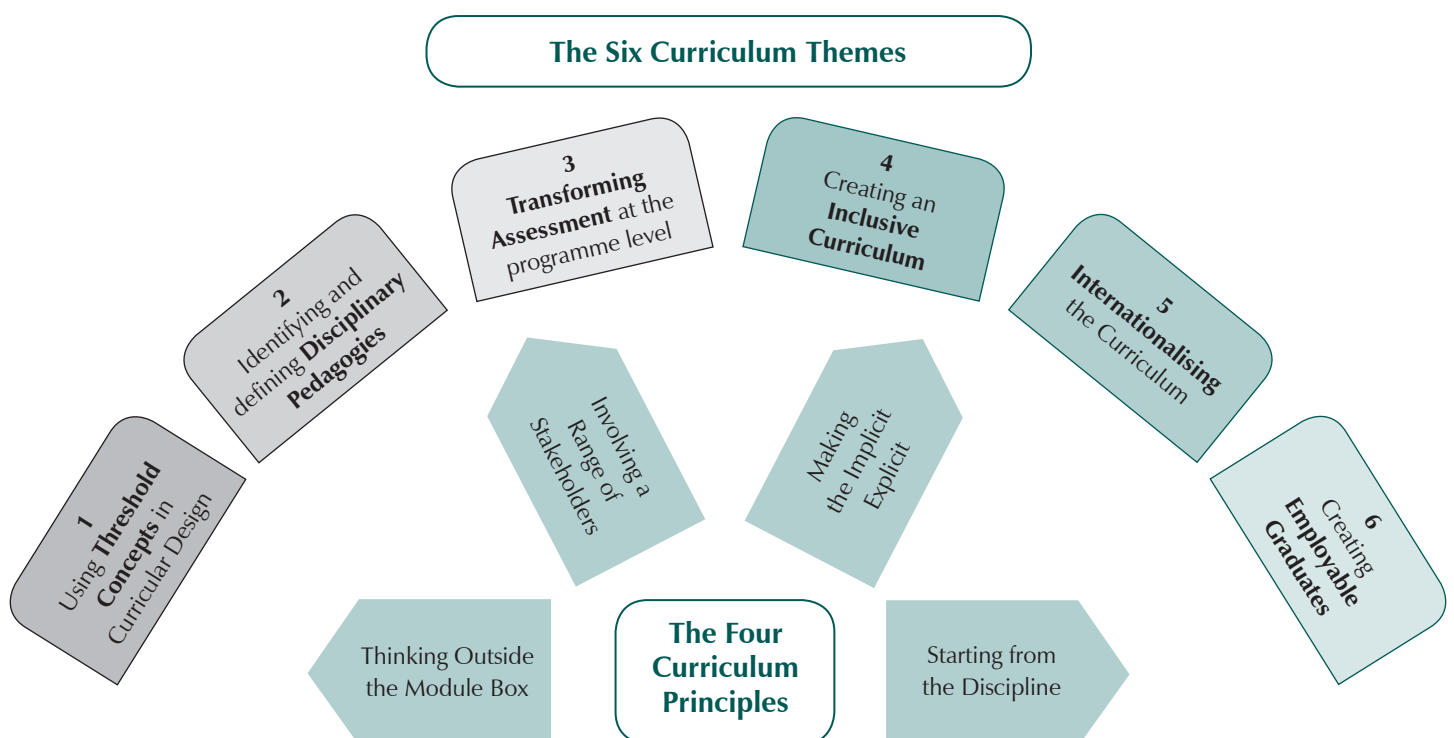 The Six Curriculum Themes
1
Using Threshold
Concepts in
Curricular Design
2
Identifying and
defining Disciplinary
Pedagogies
3
Transforming
Assessment at the
programme level
4
Creating an
Inclusive
Curriculum
5
Internationalising
the Curriculum
6
Creating
Employable
Graduates
Involving a
Range of
Stakeholders
Making
the Implicit
Explicit
Thinking Outside
the Module Box
The Four
Curriculum
Principles
Starting from
the Discipline